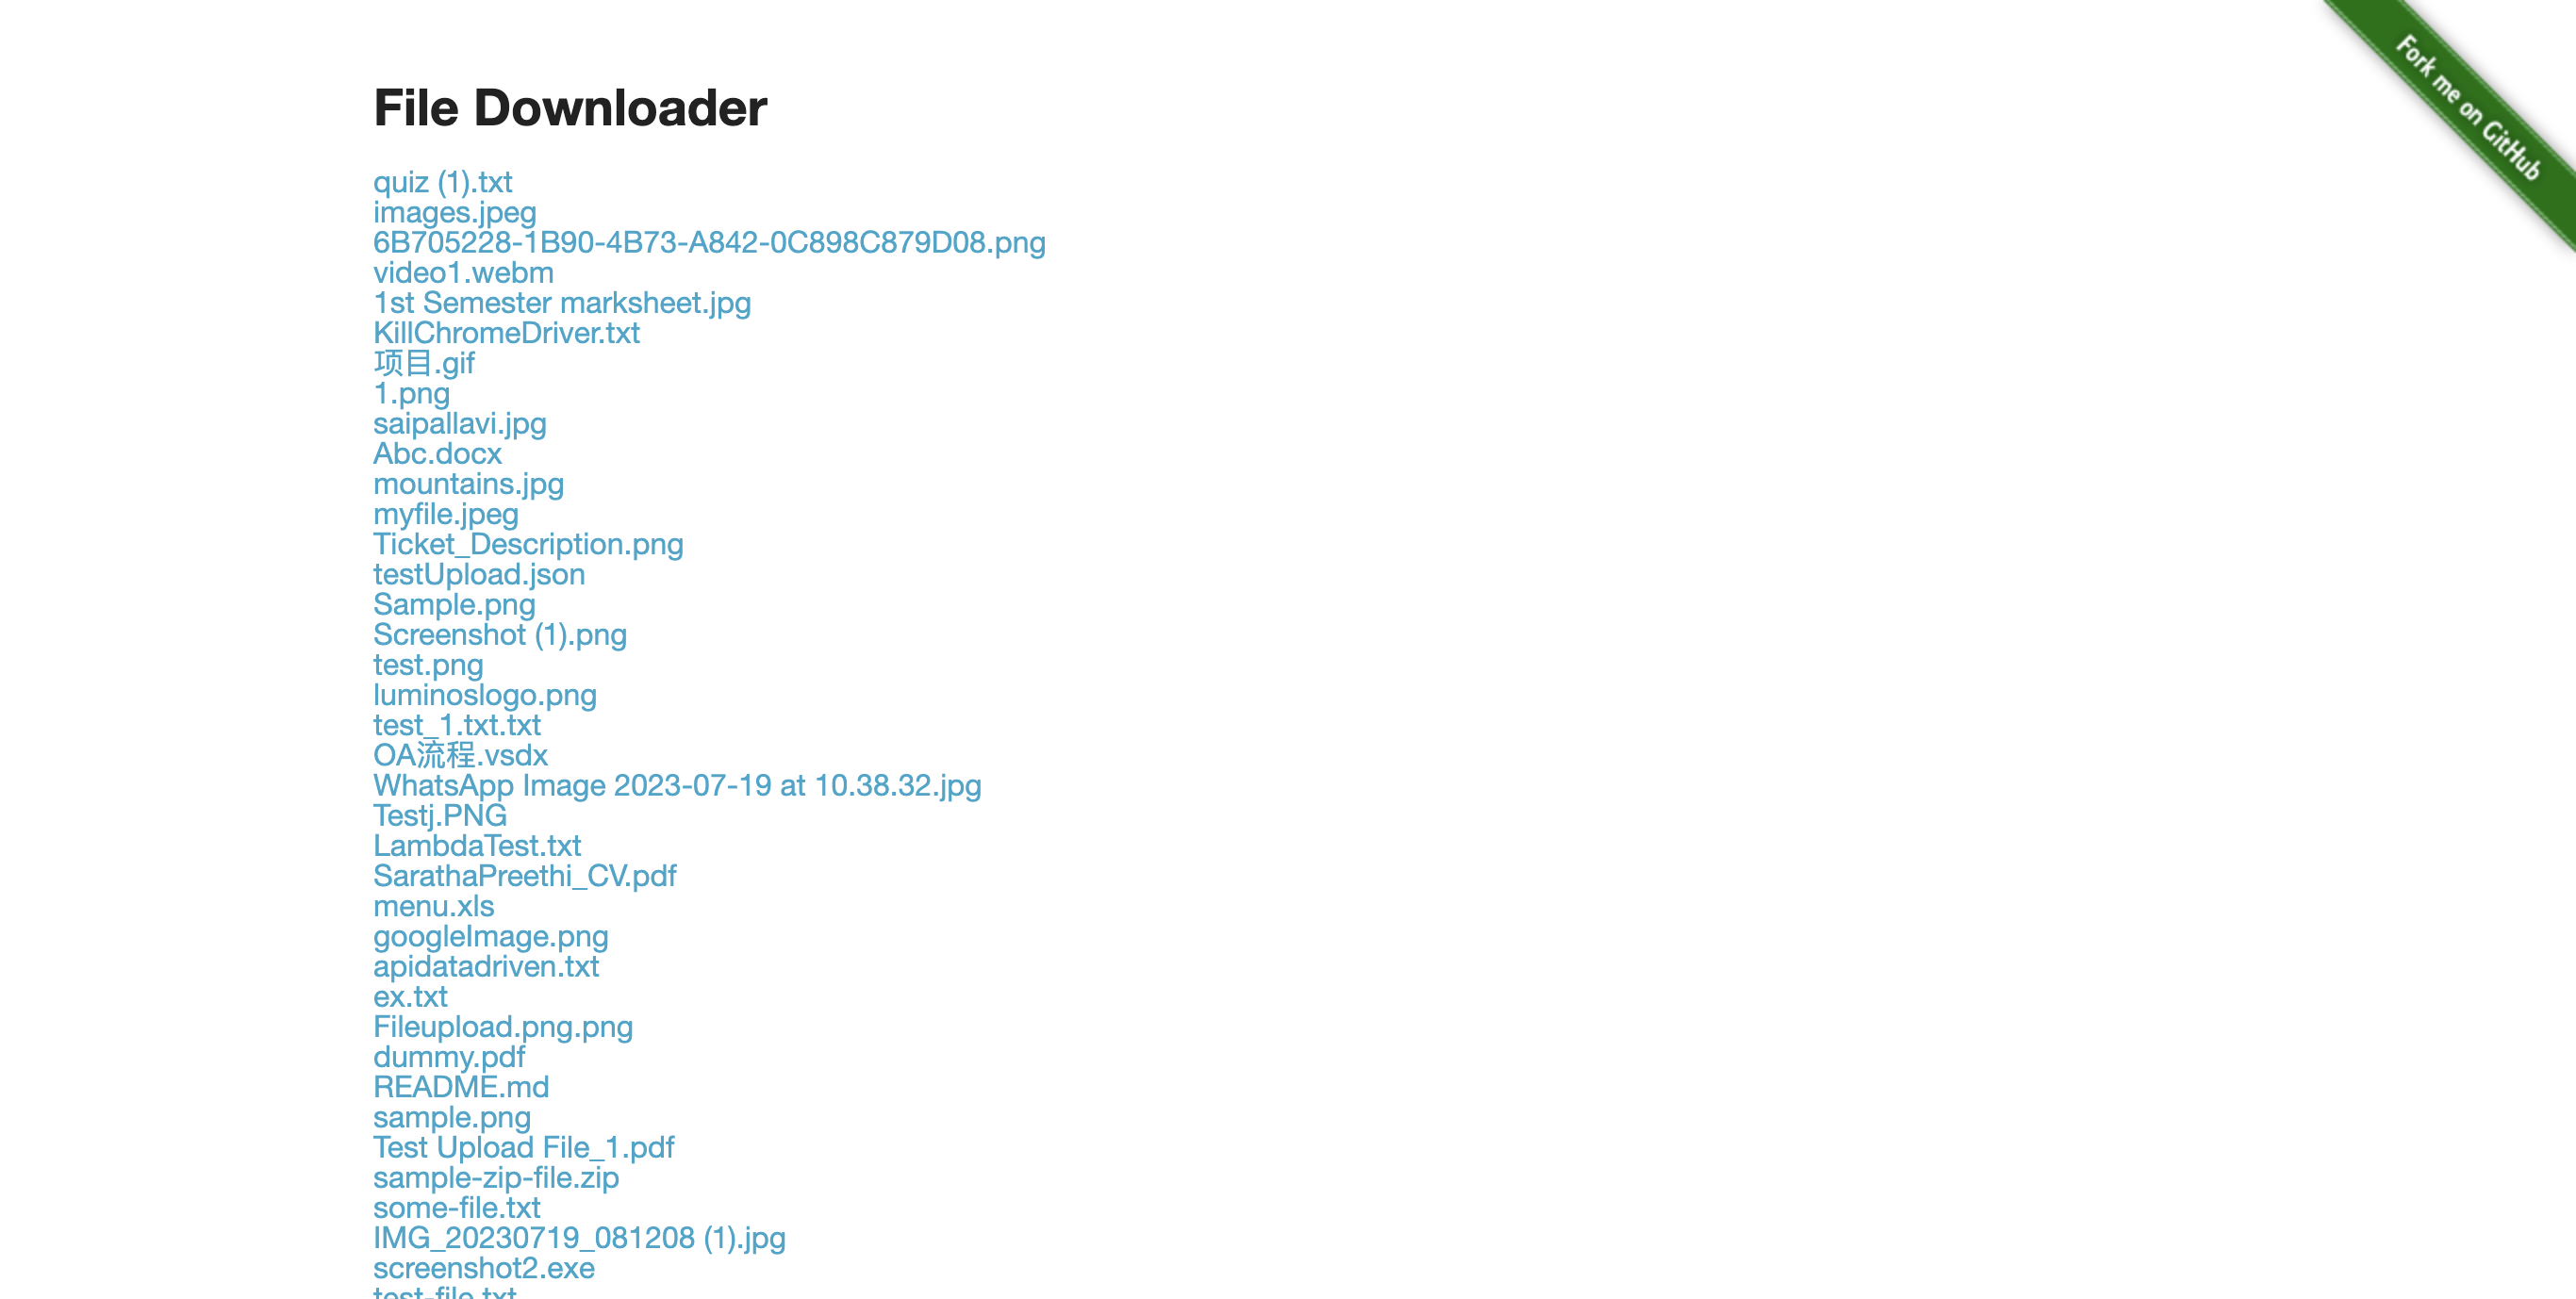 File Downloader
Fork me on GitHub
quiz (1).txt
images.jpeg
6B705228-1B90-4B73-A842-0C898C879D08.png
video1.webm
1st Semester marksheet.jpg
KillChromeDriver.txt
项目.gif
1.png
saipallavi.jpg
Abc.docx
mountains.jpg
myfile.jpeg
Ticket_Description.png
testUpload.json
Sample.png
Screenshot (1).png
test.png
luminoslogo.png
test_1.txt.txt
OA流程.vsdx
WhatsApp Image 2023-07-19 at 10.38.32.jpg
Testj.PNG
LambdaTest.txt
SarathaPreethi_CV.pdf
menu.xls
googleImage.png
apidatadriven.txt
ex.txt
Fileupload.png.png
dummy.pdf
README.md
sample.png
Test Upload File_1.pdf
sample-zip-file.zip
some-file.txt
IMG_20230719_081208 (1).jpg
screenshot2.exe
test-file.txt